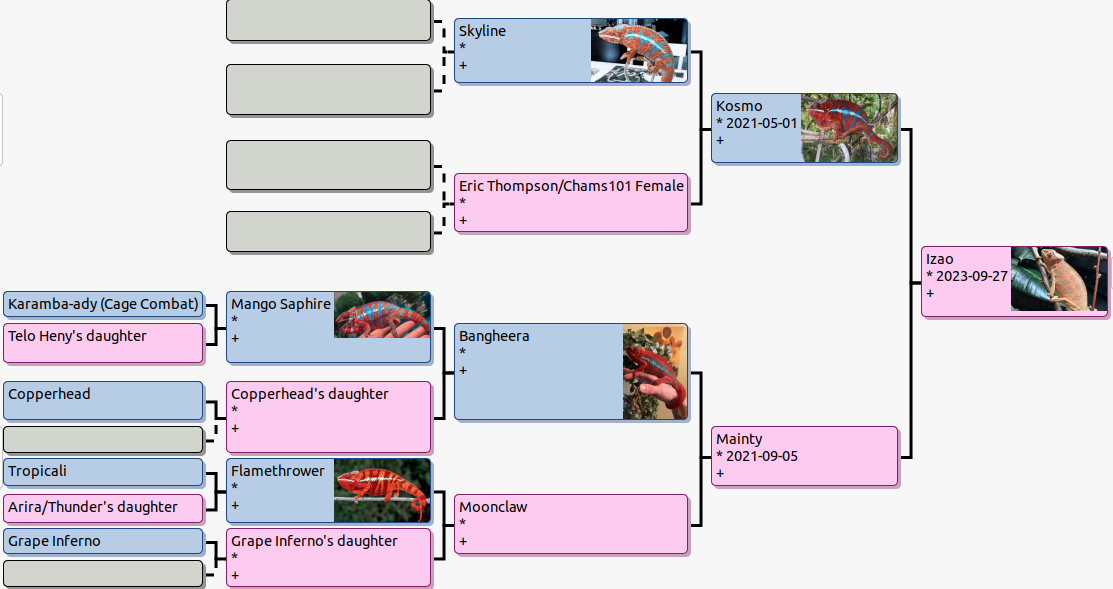 Skyline
*
+
Kosmo
* 2021-05-01
+
Eric Thompson/Chams101 Female
*
+
Izao
* 2023-09-27
+
Karamba-ady (Cage Combat)
Telo Heny's daughter
Mango Saphire
*
+
Bangheera
*
+
Copperhead
Copperhead's daughter
*
+
Mainty
* 2021-09-05
+
Tropicali
Arira/Thunder's daughter
Flamethrower
*
+
Moonclaw
*
+
Grape Inferno
Grape Inferno's daughter
*
+